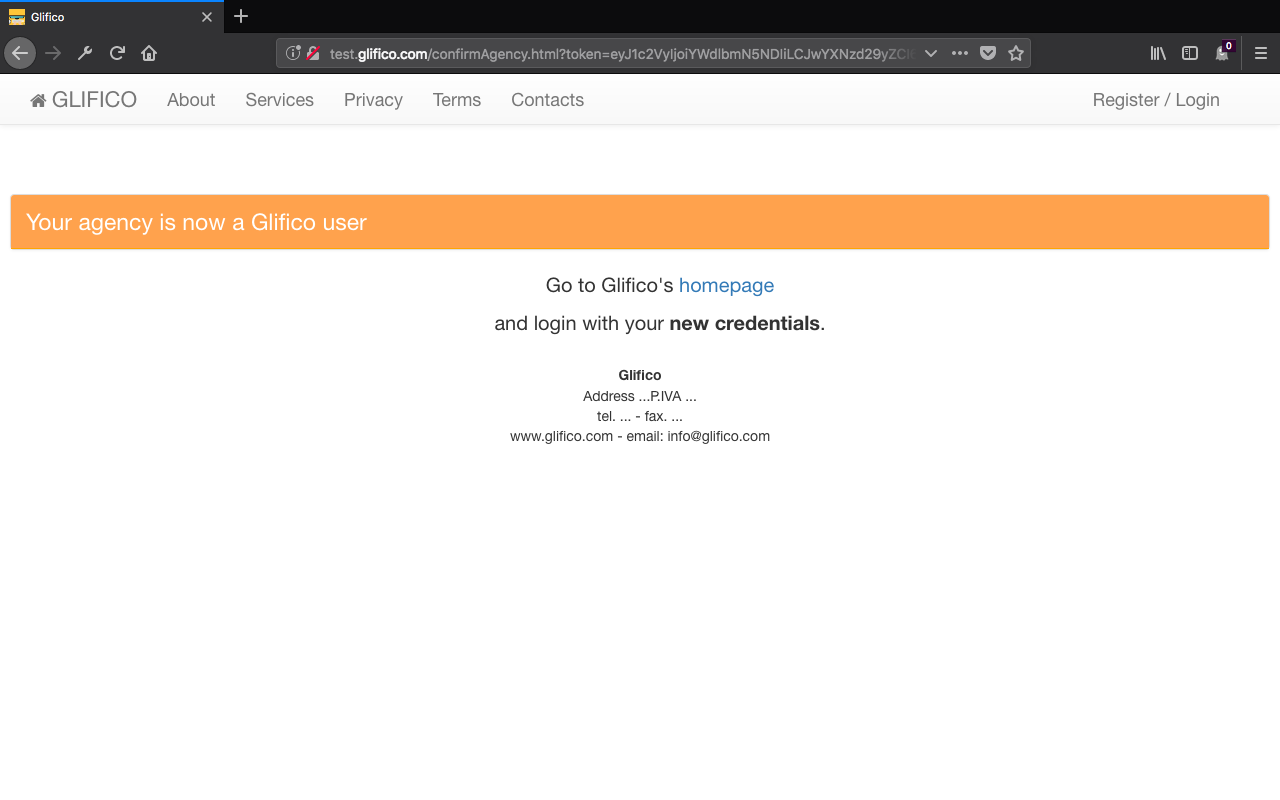 Glifico
test.glifico.com/confirmAgency.html?token=
0
GLIFICO About Services Privacy Terms Contacts Register / Login
Your agency is now a Glifico user
Go to Glifico's homepage
and login with your new credentials.
Glifico
Address ...P.IVA ...
tel. ... - fax. ...
www.glifico.com - email: info@glifico.com